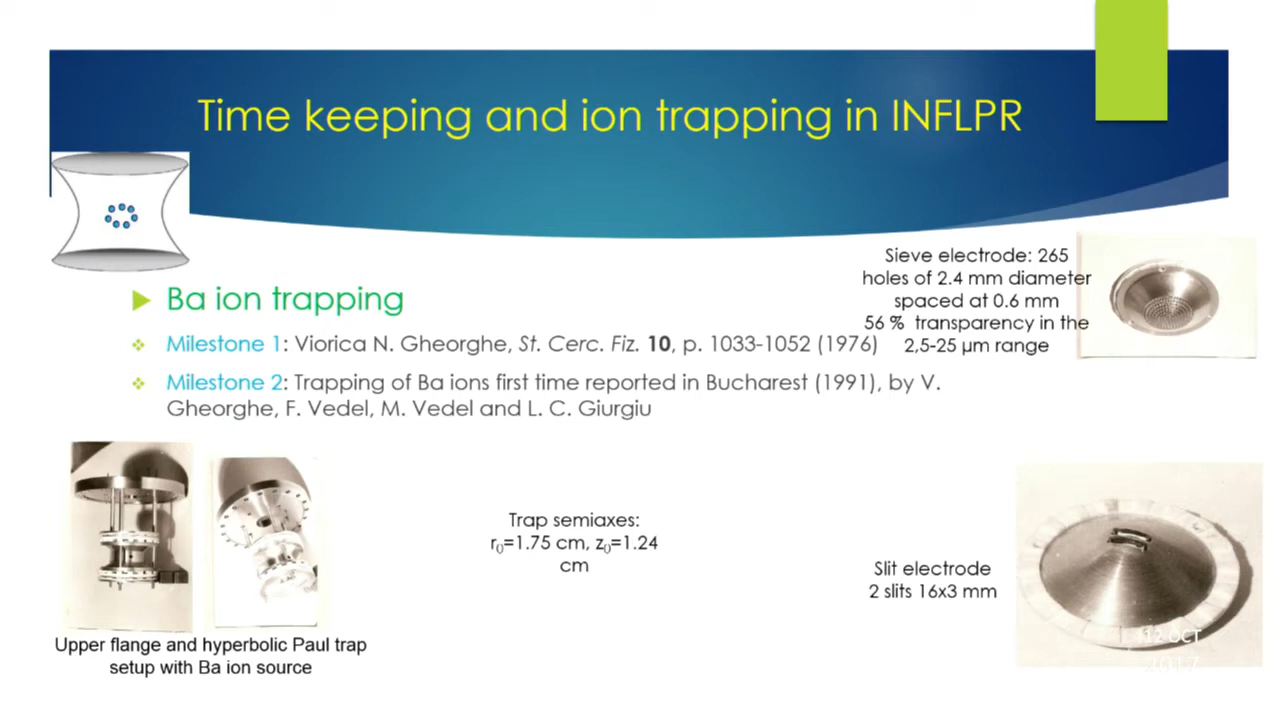 Time keeping and ion trapping in INFLPR
Sieve electrode: 265
holes of 2.4 mm diameter
spaced at 0.6 mm
56 % transparency in the
2,5-25 μm range
Ba ion trapping
Milestone 1: Viorica N. Gheorghe, St. Cerc. Fiz. 10, p. 1033-1052 (1976)
Milestone 2: Trapping of Ba ions first time reported in Bucharest (1991), by V.
Gheorghe, F. Vedel, M. Vedel and L. C. Giurgiu
Trap semiaxes:
r₀=1.75 cm, z₀=1.24
cm
Slit electrode
2 slits 16x3 mm
Upper flange and hyperbolic Paul trap
setup with Ba ion source
12 OCT
2017